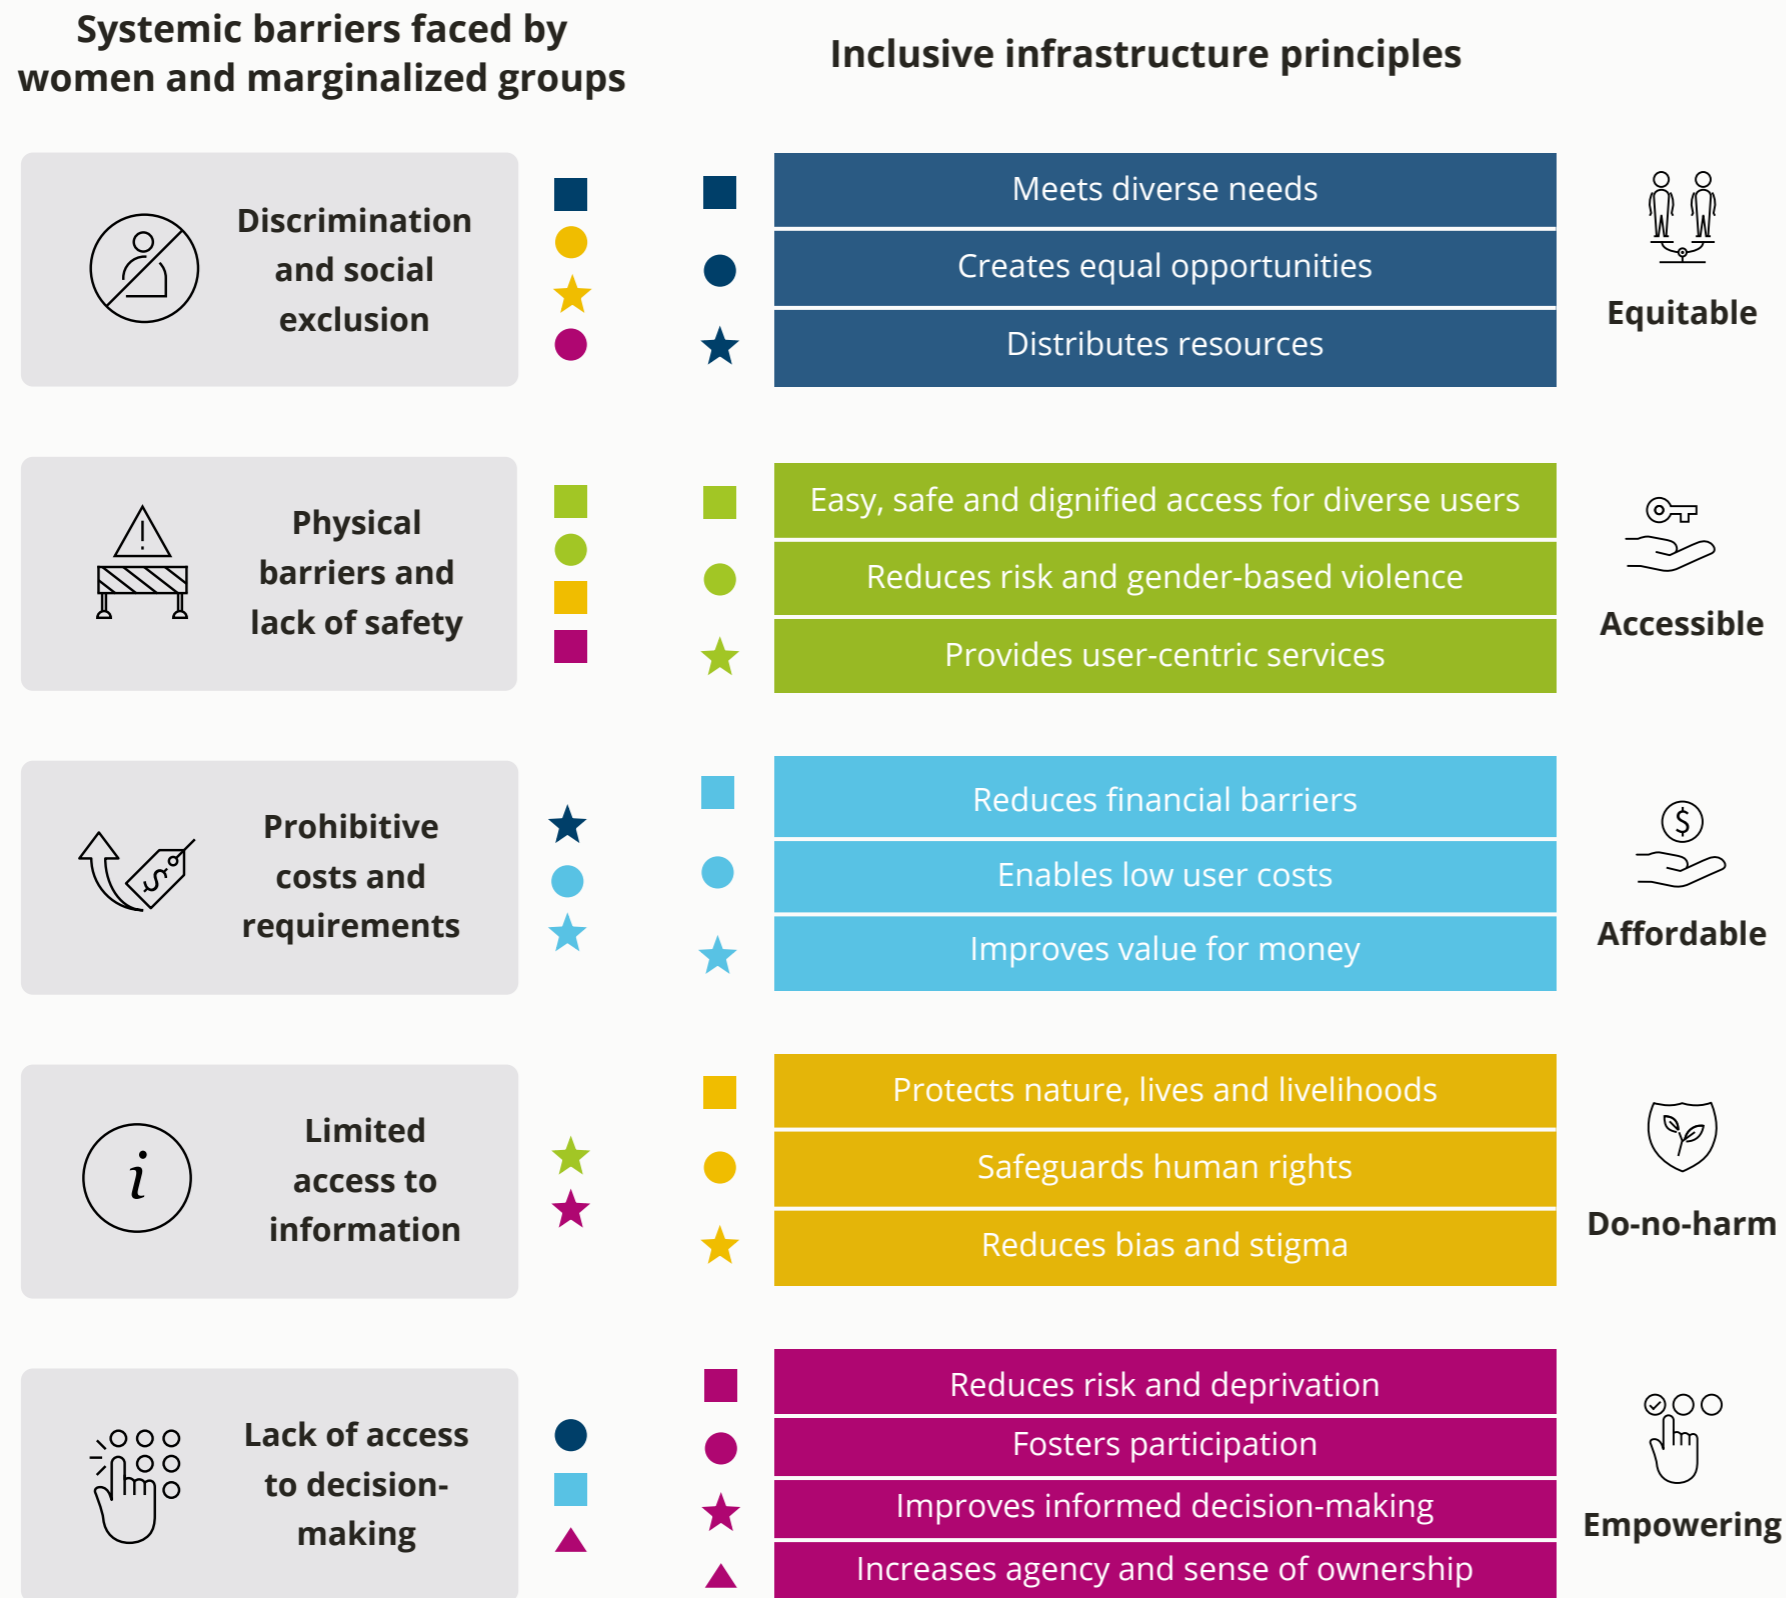 Systemic barriers faced by
women and marginalized groups
Inclusive infrastructure principles
Discrimination
and social
exclusion
Meets diverse needs
Creates equal opportunities
Distributes resources
Equitable
Physical
barriers and
lack of safety
Easy, safe and dignified access for diverse users
Reduces risk and gender-based violence
Provides user-centric services
Accessible
Prohibitive
costs and
requirements
$
Reduces financial barriers
Enables low user costs
Improves value for money
$
Affordable
i
Limited
access to
information
Protects nature, lives and livelihoods
Safeguards human rights
Reduces bias and stigma
Do-no-harm
Lack of access
to decision-
making
Reduces risk and deprivation
Fosters participation
Improves informed decision-making
Increases agency and sense of ownership
Empowering